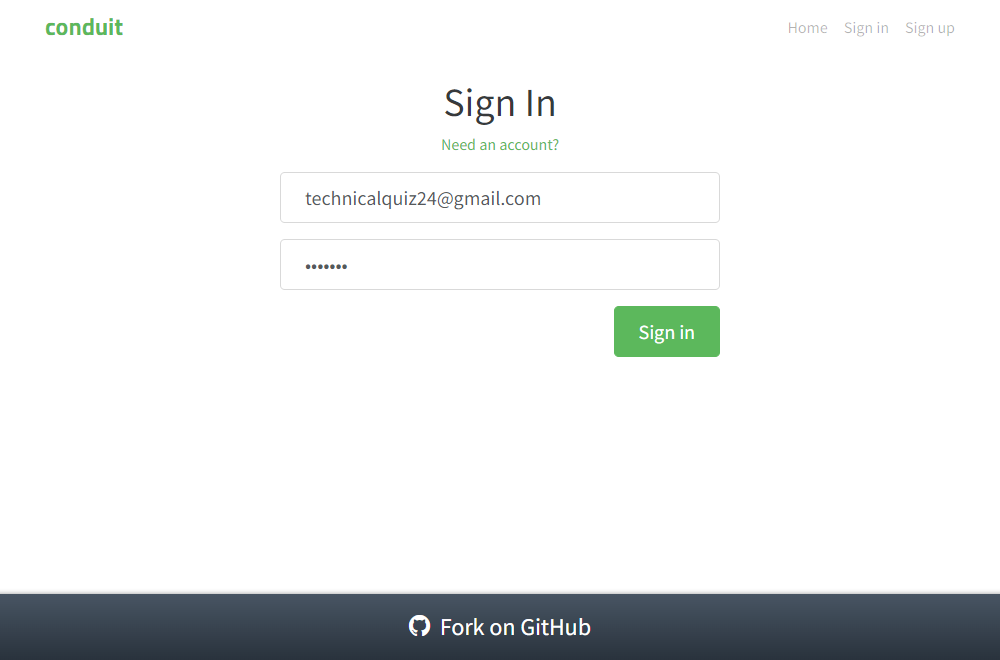 conduit
Home Sign in Sign up
Sign In
Need an account?
technicalquiz24@gmail.com
•••••••
Sign in
Fork on GitHub